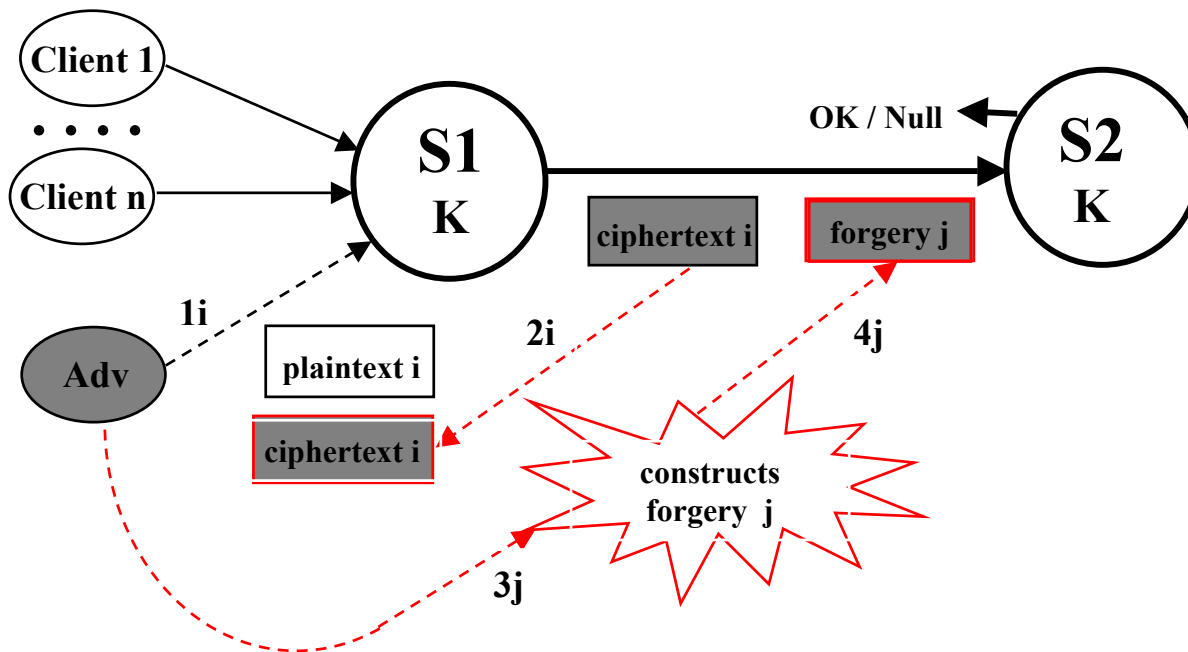 Client 1
Client n
S1
K
OK / Null
S2
K
ciphertext i
forgery j
1i
2i
4j
Adv
plaintext i
ciphertext i
constructs
forgery j
3j